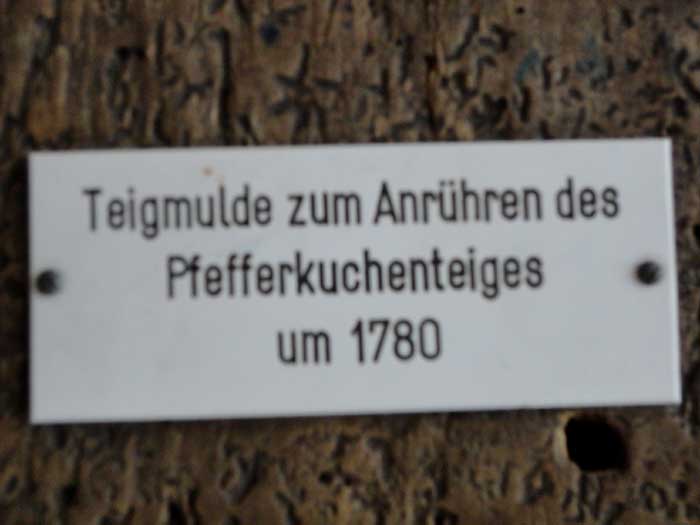 Teigmulde zum Anrühren des
Pfefferkuchenteiges
um 1780